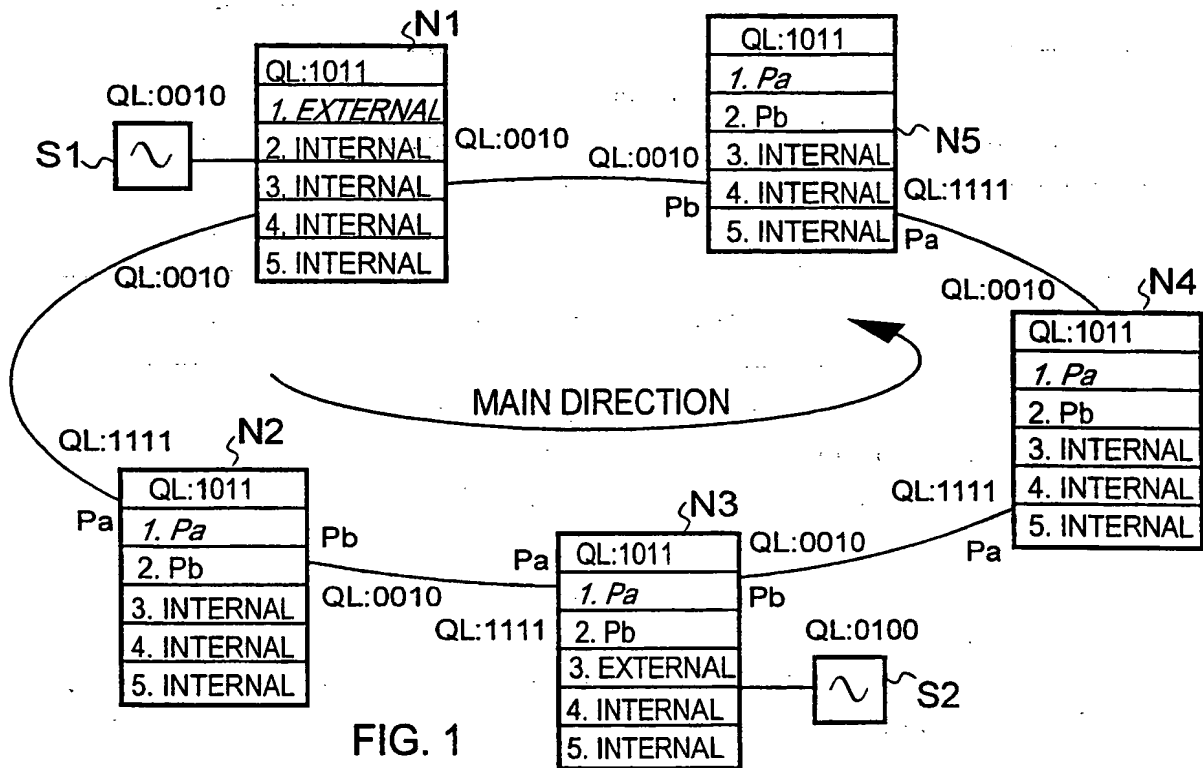 N1
QL:1011
1. EXTERNAL
2. INTERNAL
3. INTERNAL
4. INTERNAL
5. INTERNAL
QL:0010
S1
QL:0010
QL:0010
QL:0010
Pb
QL:1011
1. Pa
2. Pb
3. INTERNAL
4. INTERNAL
5. INTERNAL
N5
QL:1111
Pa
QL:0010
N4
QL:1011
1. Pa
2. Pb
3. INTERNAL
4. INTERNAL
5. INTERNAL
QL:1111
Pa
MAIN DIRECTION
QL:1111
Pa
N2
QL:1011
1. Pa
2. Pb
3. INTERNAL
4. INTERNAL
5. INTERNAL
Pb
QL:0010
Pa
QL:1111
N3
QL:1011
1. Pa
2. Pb
3. EXTERNAL
4. INTERNAL
5. INTERNAL
QL:0010
Pb
QL:0100
S2
FIG. 1